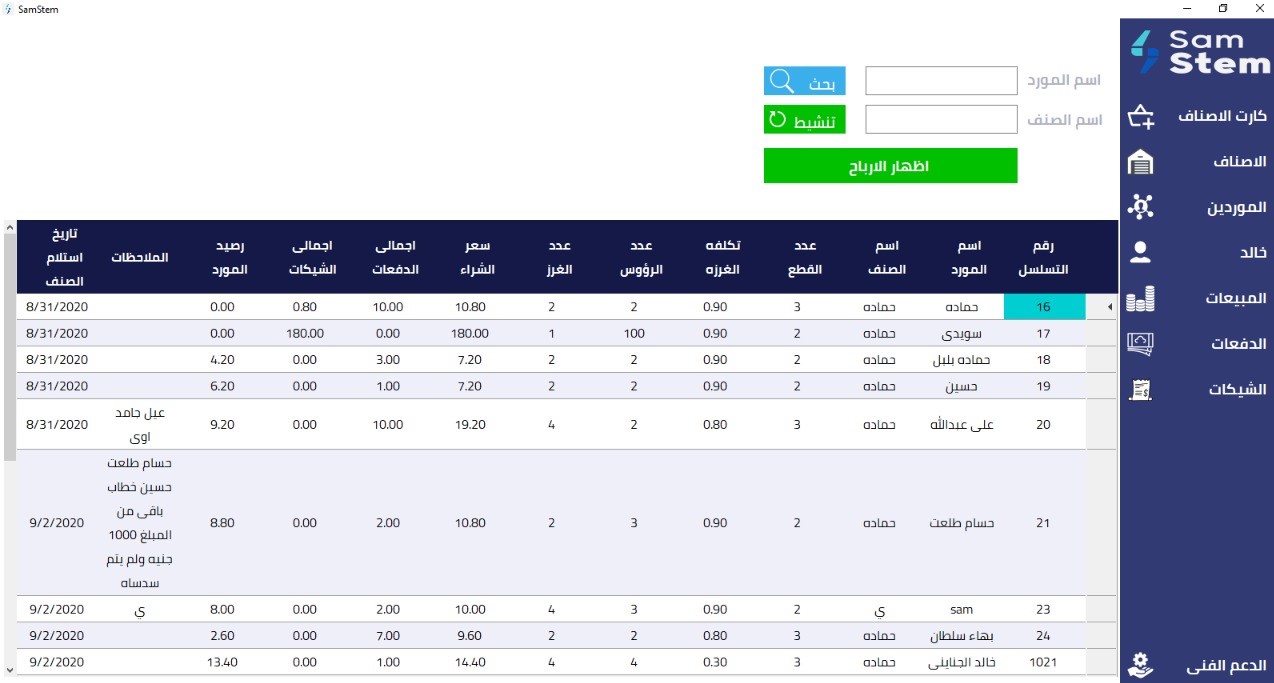 SamStem
Sam
Stem
كارت الاصناف
الاصناف
الموردين
خالد
المبيعات
الدفعات
الشيكات
الدعم الفنى
اسم المورد
بحث
اسم الصنف
تنشيط
اظهار الارباح
رقم التسلسل اسم المورد اسم الصنف عدد القطع تكلفه الغرزه عدد الرؤوس عدد الغرز سعر الشراء اجمالى الدفعات اجمالى الشيكات رصيد المورد الملاحظات تاريخ استلام الصنف
16 حماده حماده 3 0.90 2 2 10.80 10.00 0.80 0.00 8/31/2020
17 سويدى حماده 2 0.90 100 1 180.00 0.00 180.00 0.00 8/31/2020
18 حماده بلبل حماده 2 0.90 2 2 7.20 3.00 0.00 4.20 8/31/2020
19 حسين حماده 2 0.90 2 2 7.20 1.00 0.00 6.20 8/31/2020
20 على عبدالله حماده 3 0.80 2 4 19.20 10.00 0.00 9.20 عيل جامد اوى 8/31/2020
21 حسام طلعت حماده 2 0.90 3 2 10.80 2.00 0.00 8.80 حسام طلعت حسين خطاب باقى من المبلغ 1000 جنيه ولم يتم سدساه 9/2/2020
23 sam ي 2 0.90 3 4 10.00 2.00 0.00 8.00 ي 9/2/2020
24 بهاء سلطان حماده 3 0.80 2 2 9.60 7.00 0.00 2.60 9/2/2020
1021 خالد الجناينى حماده 3 0.30 4 4 14.40 1.00 0.00 13.40 9/2/2020